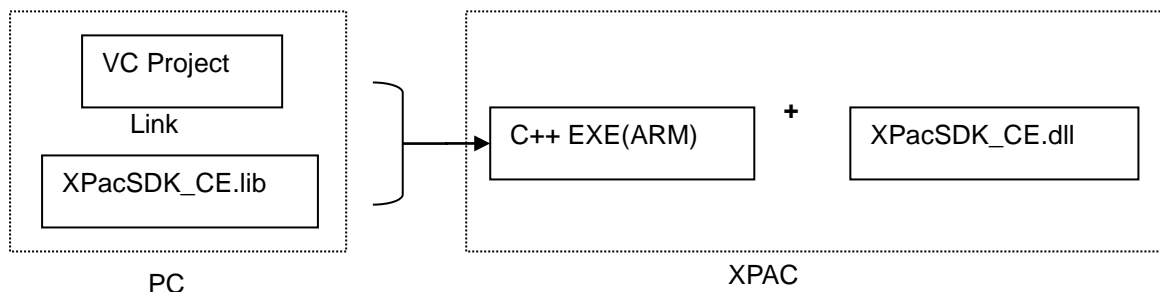 VC Project
Link
XPacSDK_CE.lib
PC
C++ EXE(ARM)
+
XPacSDK_CE.dll
XPAC